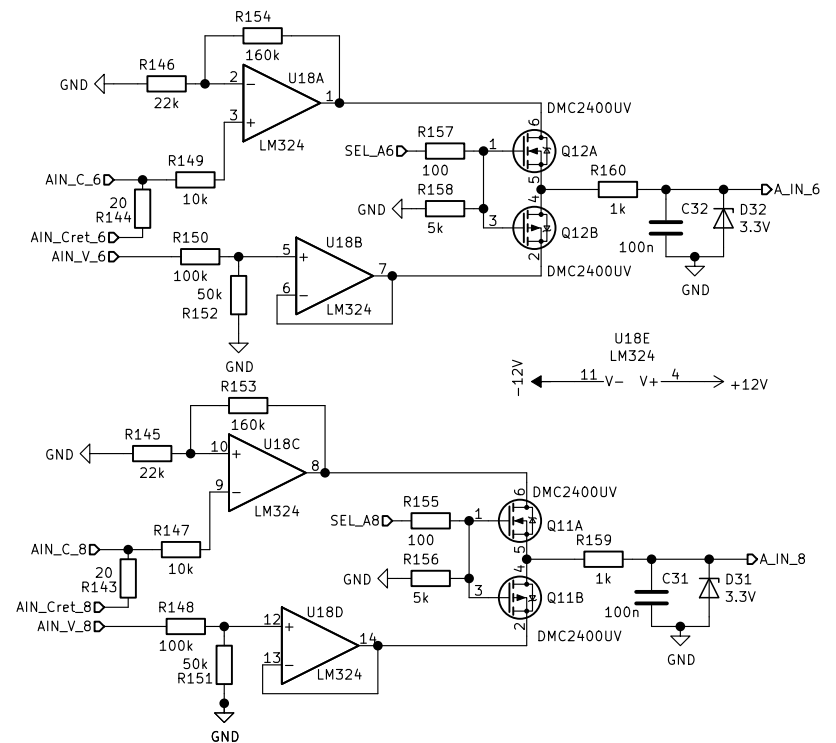 R154
160k
R146
22k
GND
2
−
3
+
1
U18A
LM324
DMC2400UV
6
Q12A
5
SEL_A6
R157
100
1
AIN_C_6
R149
10k
20
R144
AIN_Cret_6
GND
R158
5k
3
4
Q12B
2
DMC2400UV
R160
1k
A_IN_6
C32
100n
D32
3.3V
GND
AIN_V_6
R150
100k
50k
R152
GND
5
+
6
−
7
U18B
LM324
U18E
LM324
-12V
11
V-
V+
4
+12V
R153
160k
R145
22k
GND
10
+
9
−
8
U18C
LM324
DMC2400UV
6
Q11A
5
SEL_A8
R155
100
1
AIN_C_8
R147
10k
20
R143
AIN_Cret_8
GND
R156
5k
3
4
Q11B
2
DMC2400UV
R159
1k
A_IN_8
C31
100n
D31
3.3V
GND
AIN_V_8
R148
100k
50k
R151
GND
12
+
13
−
14
U18D
LM324